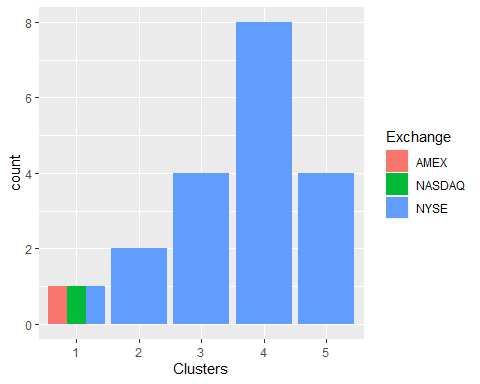 8
6
4
2
0
count
1 2 3 4 5
Clusters
Exchange
AMEX
NASDAQ
NYSE